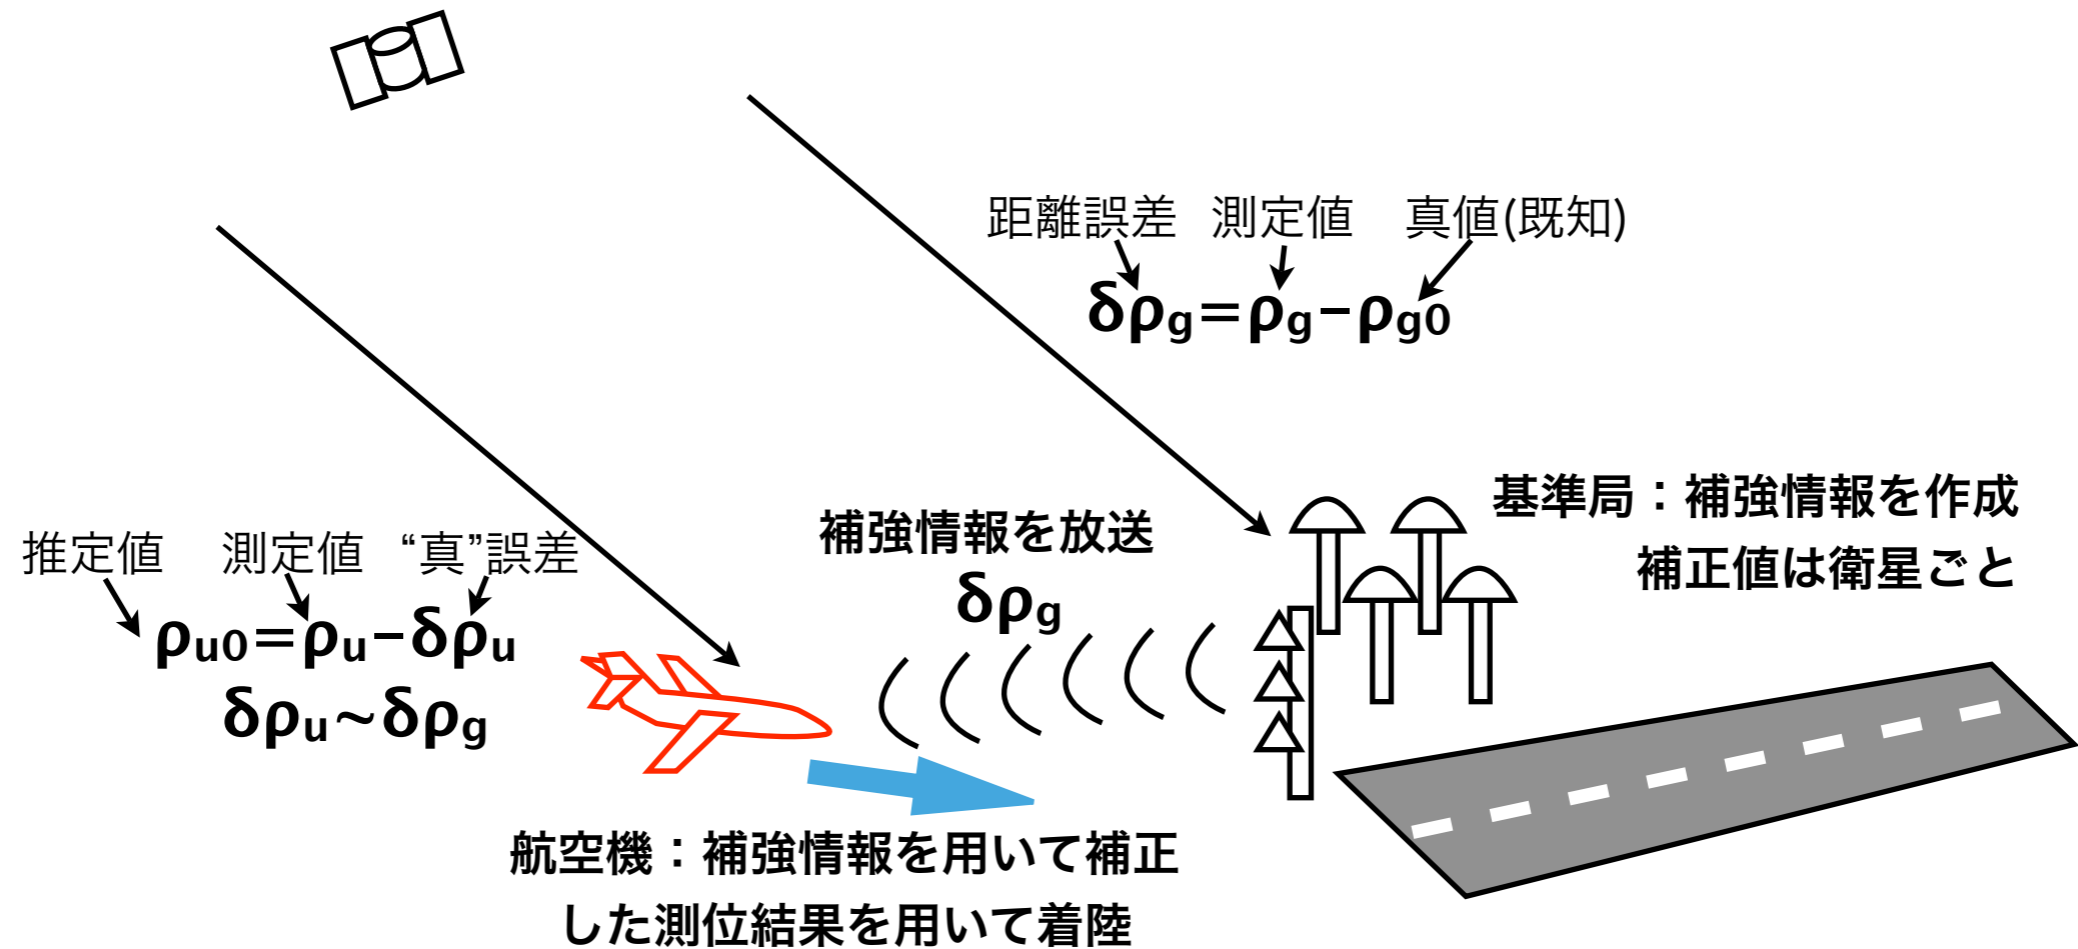 距離誤差 測定値 真値(既知)
δρg=ρg−ρg0
基準局：補強情報を作成
補正値は衛星ごと
補強情報を放送
δρg
推定値 測定値 “真”誤差
ρu0=ρu−δρu
δρu~δρg
航空機：補強情報を用いて補正
した測位結果を用いて着陸